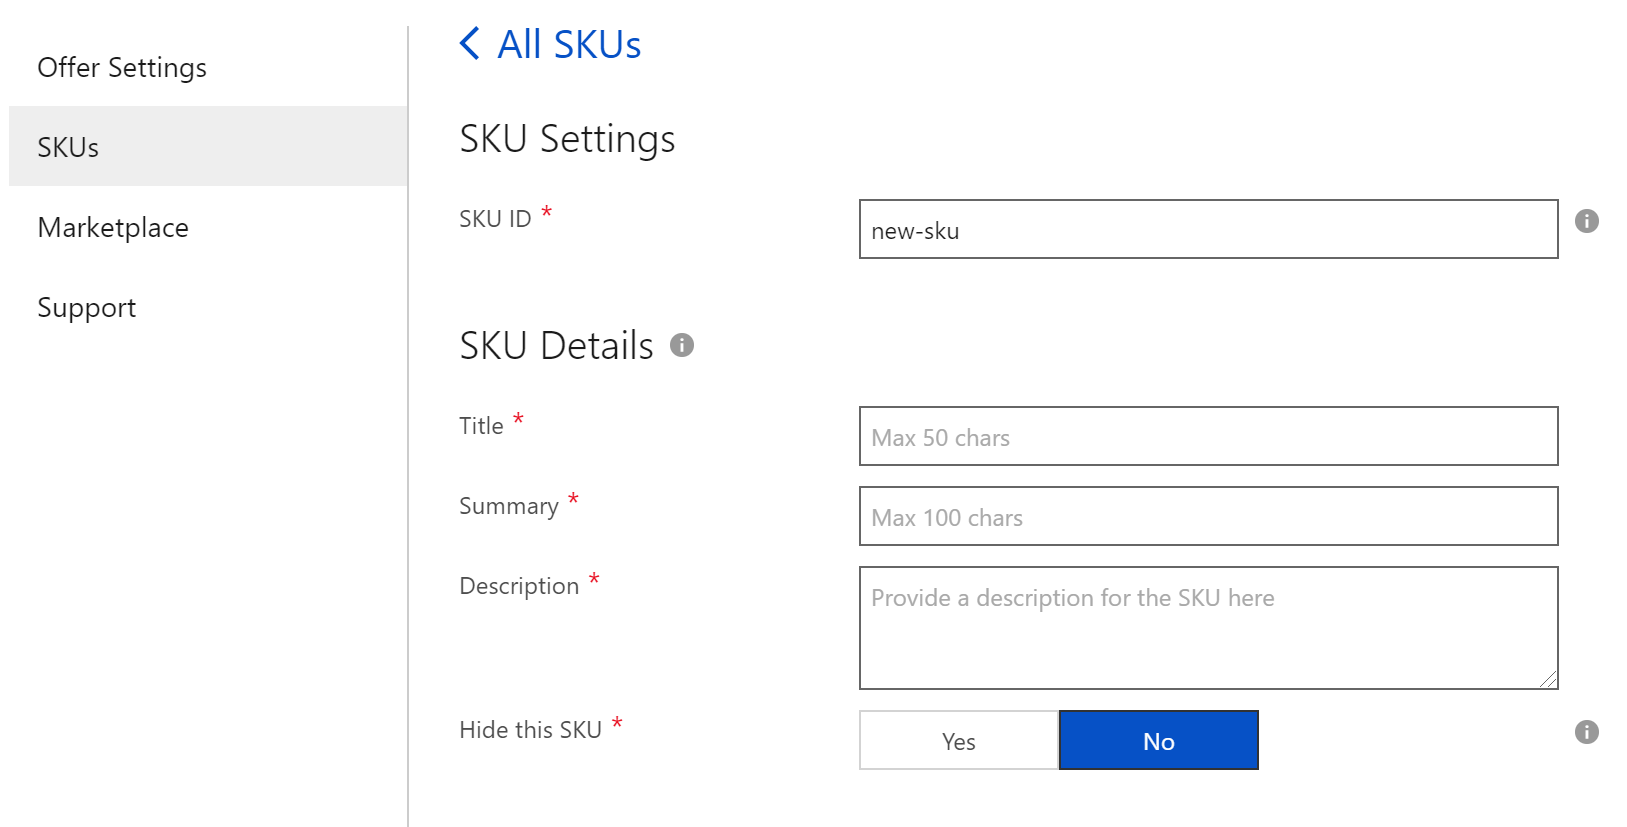 Offer Settings
SKUs
Marketplace
Support
All SKUs
SKU Settings
SKU ID *
new-sku
SKU Details
Title *
Max 50 chars
Summary *
Max 100 chars
Description *
Provide a description for the SKU here
Hide this SKU *
Yes
No